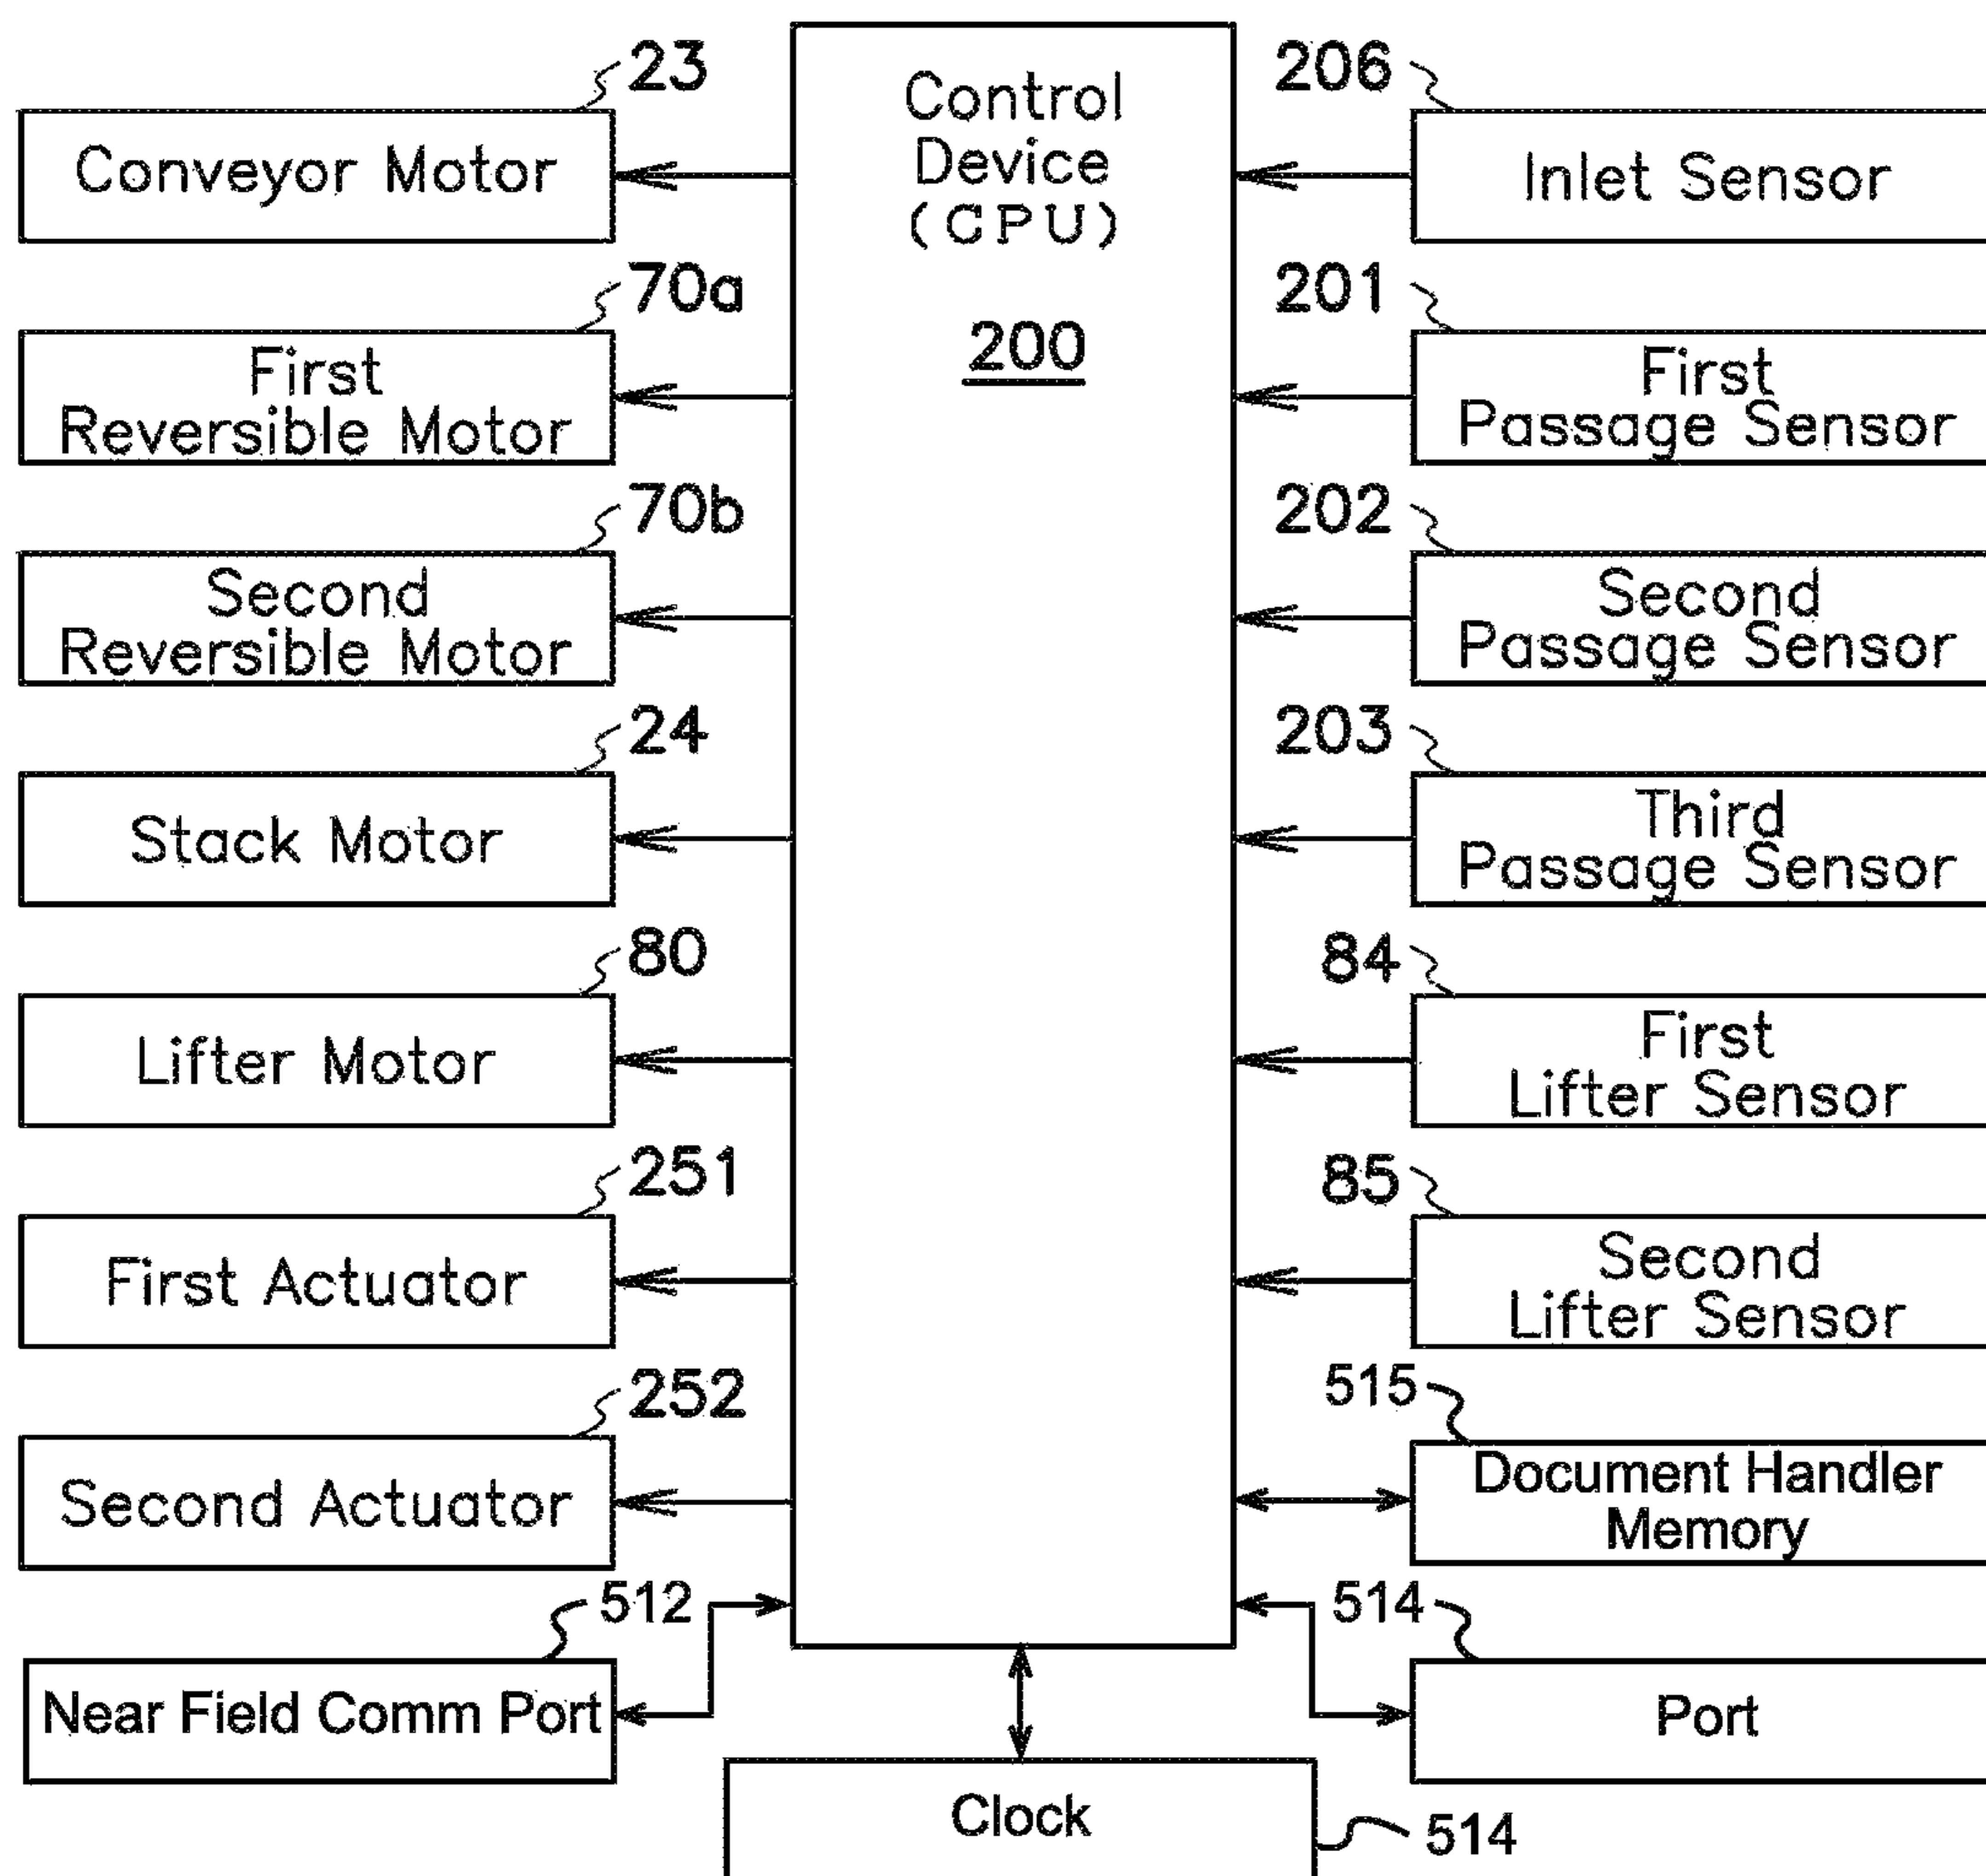 23
Conveyor Motor
70a
First
Reversible Motor
70b
Second
Reversible Motor
24
Stack Motor
80
Lifter Motor
251
First Actuator
252
Second Actuator
512
Near Field Comm Port
Control
Device
(CPU)
200
206
Inlet Sensor
201
First
Passage Sensor
202
Second
Passage Sensor
203
Third
Passage Sensor
84
First
Lifter Sensor
85
Second
Lifter Sensor
515
Document Handler
Memory
514
Port
Clock
514